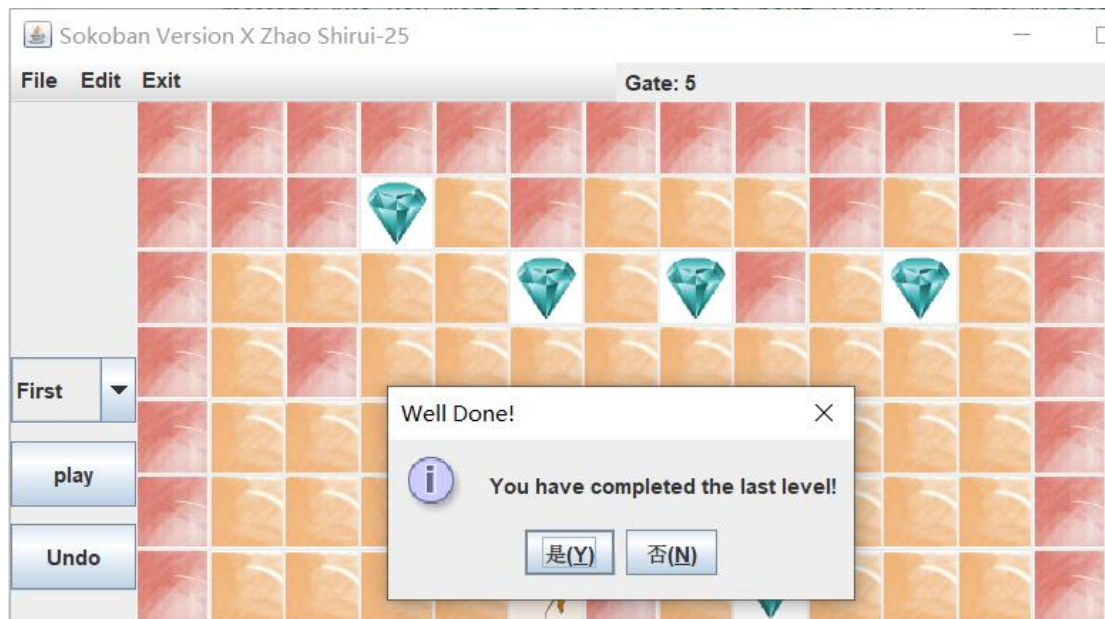 Sokoban Version X Zhao Shirui-25
File Edit Exit
Gate: 5
First
play
Undo
Well Done!
You have completed the last level!
是(Y) 否(N)